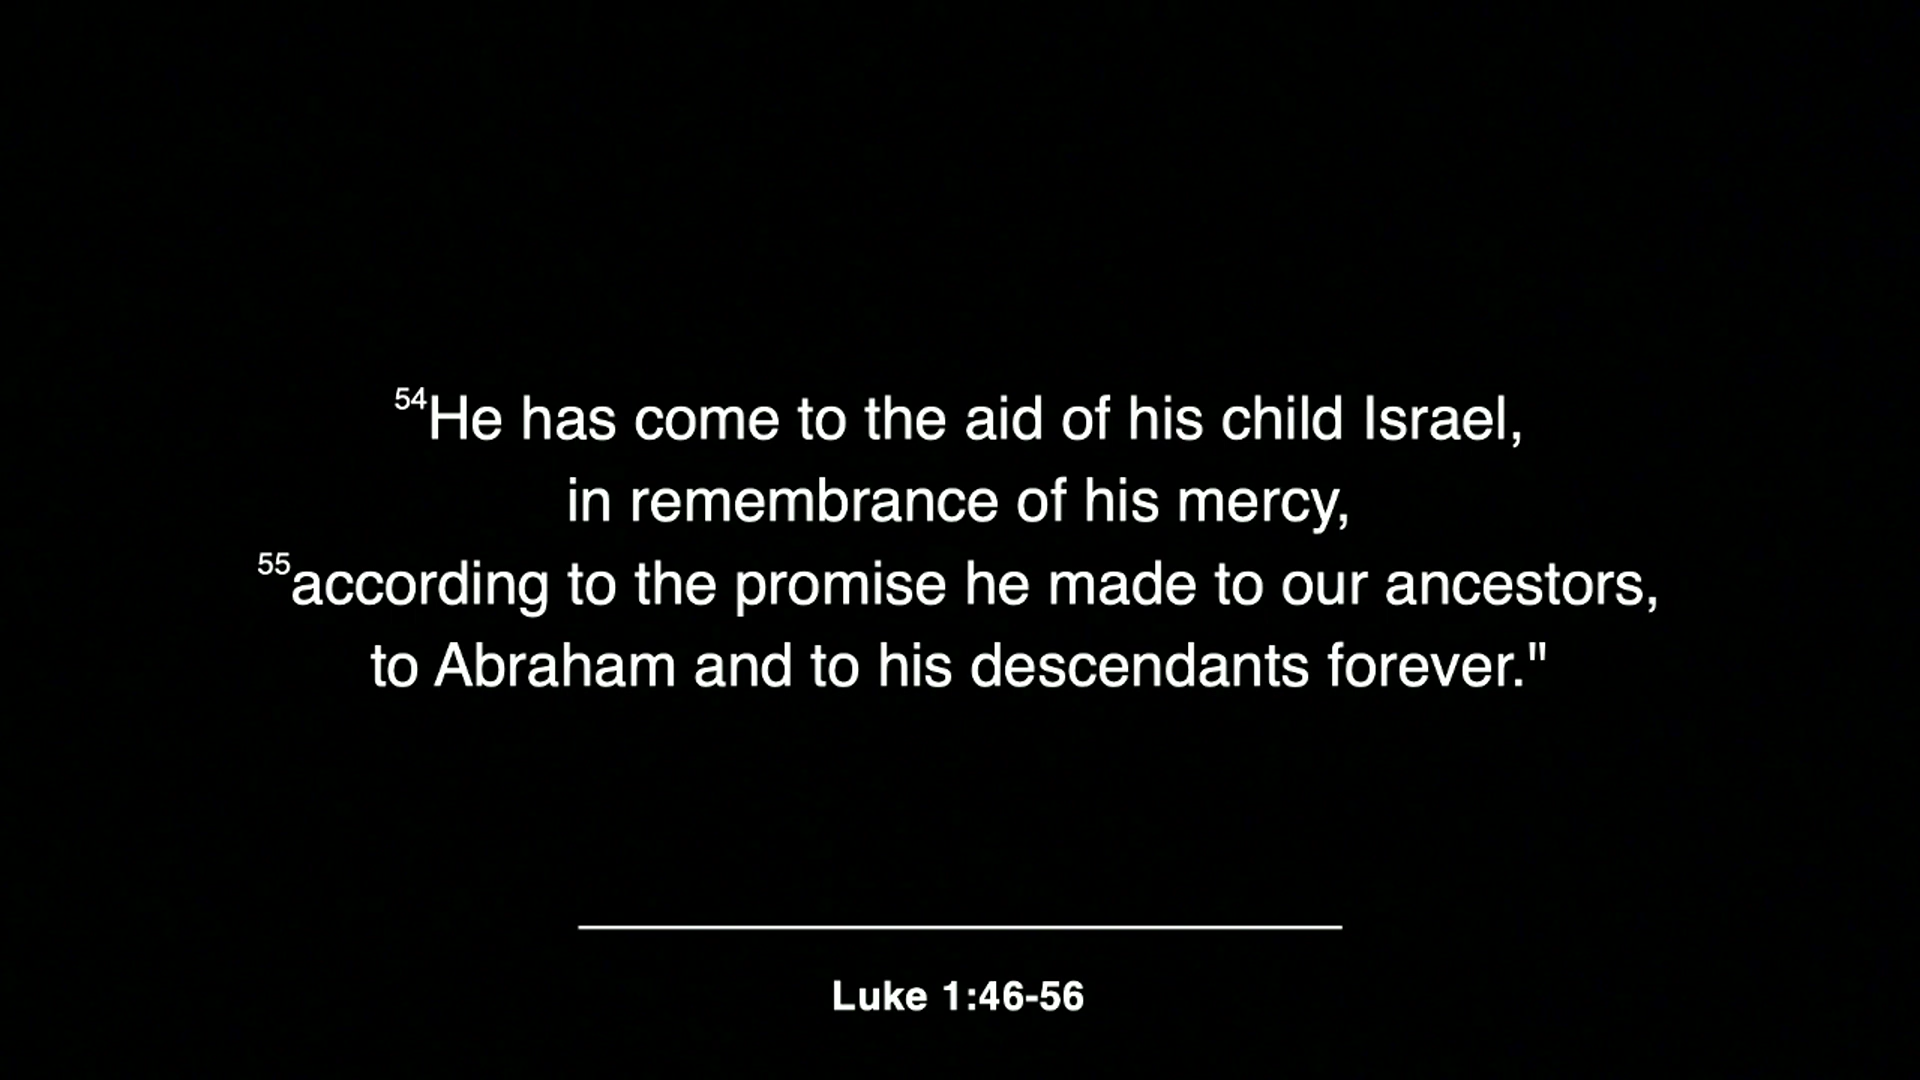 54He has come to the aid of his child Israel,
in remembrance of his mercy,
55according to the promise he made to our ancestors,
to Abraham and to his descendants forever."
Luke 1:46-56